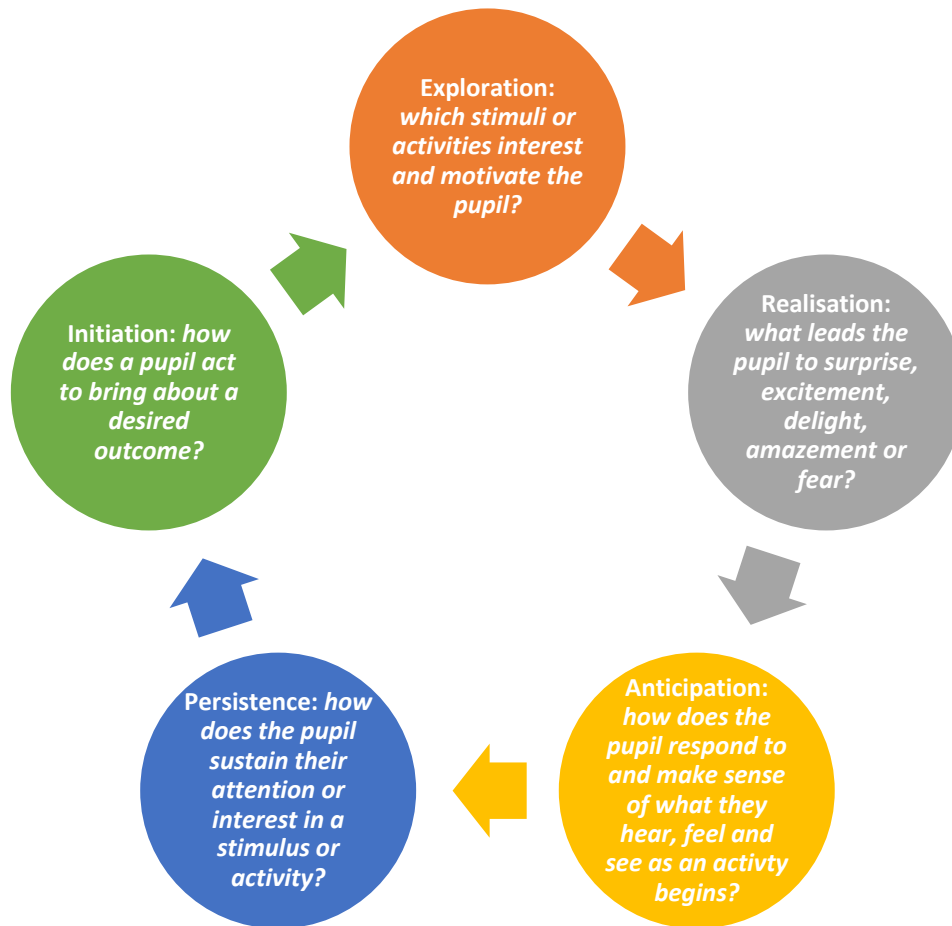 Exploration:
which stimuli or
activities interest
and motivate the
pupil?
Realisation:
what leads the
pupil to surprise,
excitement,
delight,
amazement or
fear?
Anticipation:
how does the
pupil respond to
and make sense
of what they
hear, feel and
see as an activty
begins?
Persistence: how
does the pupil
sustain their
attention or
interest in a
stimulus or
activity?
Initiation: how
does a pupil act
to bring about a
desired
outcome?